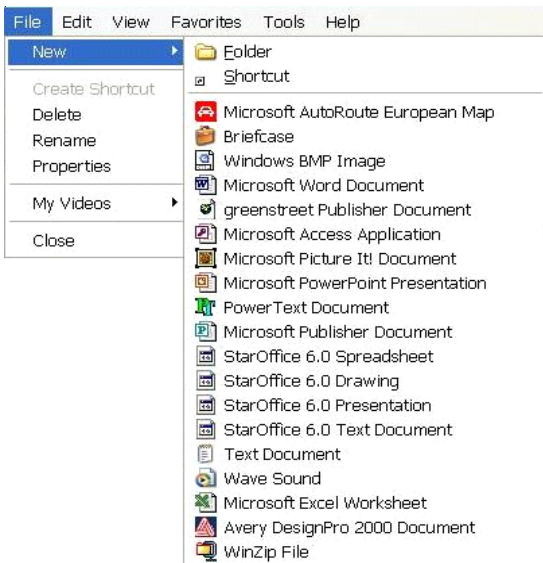 File Edit View Favorites Tools Help
New
Create Shortcut
Delete
Rename
Properties
My Videos
Close
Folder
Shortcut
Microsoft AutoRoute European Map
Briefcase
Windows BMP Image
Microsoft Word Document
greenstreet Publisher Document
Microsoft Access Application
Microsoft Picture It! Document
Microsoft PowerPoint Presentation
PowerText Document
Microsoft Publisher Document
StarOffice 6.0 Spreadsheet
StarOffice 6.0 Drawing
StarOffice 6.0 Presentation
StarOffice 6.0 Text Document
Text Document
Wave Sound
Microsoft Excel Worksheet
Avery DesignPro 2000 Document
WinZip File